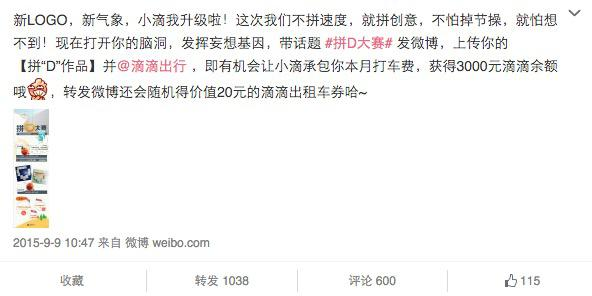 新LOGO，新气象，小滴我升级啦！这次我们不拼速度，就拼创意，不怕掉节操，就怕想
不到！现在打开你的脑洞，发挥妄想基因，带话题 #拼D大赛# 发微博，上传你的
【拼“D”作品】并@滴滴出行 ，即有机会让小滴承包你本月打车费，获得3000元滴滴余额
哦 ，转发微博还会随机得价值20元的滴滴出租车券哈~
拼 大赛
2015-9-9 10:47 来自 微博 weibo.com
收藏 转发 1038 评论 600 115